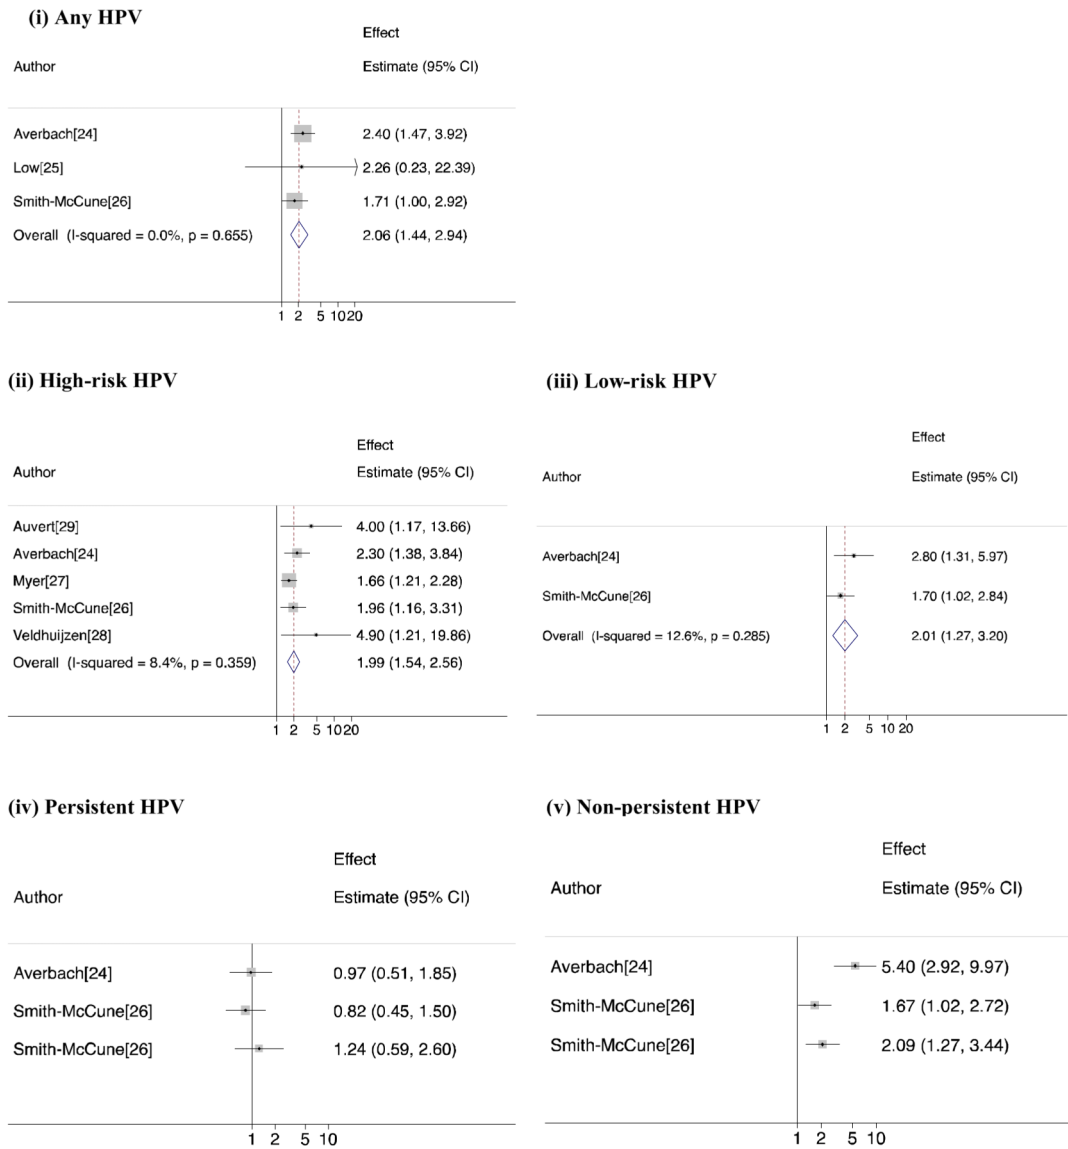 (i) Any HPV
Effect
Author Estimate (95% CI)
Averbach[24] 2.40 (1.47, 3.92)
Low[25] 2.26 (0.23, 22.39)
Smith-McCune[26] 1.71 (1.00, 2.92)
Overall (I-squared = 0.0%, p = 0.655) 2.06 (1.44, 2.94)
1 2 5 10 20
(ii) High-risk HPV
Effect
Author Estimate (95% CI)
Auvert[29] 4.00 (1.17, 13.66)
Averbach[24] 2.30 (1.38, 3.84)
Myer[27] 1.66 (1.21, 2.28)
Smith-McCune[26] 1.96 (1.16, 3.31)
Veldhuijzen[28] 4.90 (1.21, 19.86)
Overall (I-squared = 8.4%, p = 0.359) 1.99 (1.54, 2.56)
1 2 5 10 20
(iii) Low-risk HPV
Effect
Author Estimate (95% CI)
Averbach[24] 2.80 (1.31, 5.97)
Smith-McCune[26] 1.70 (1.02, 2.84)
Overall (I-squared = 12.6%, p = 0.285) 2.01 (1.27, 3.20)
1 2 5 10 20
(iv) Persistent HPV
Effect
Author Estimate (95% CI)
Averbach[24] 0.97 (0.51, 1.85)
Smith-McCune[26] 0.82 (0.45, 1.50)
Smith-McCune[26] 1.24 (0.59, 2.60)
1 2 5 10
(v) Non-persistent HPV
Effect
Author Estimate (95% CI)
Averbach[24] 5.40 (2.92, 9.97)
Smith-McCune[26] 1.67 (1.02, 2.72)
Smith-McCune[26] 2.09 (1.27, 3.44)
1 2 5 10